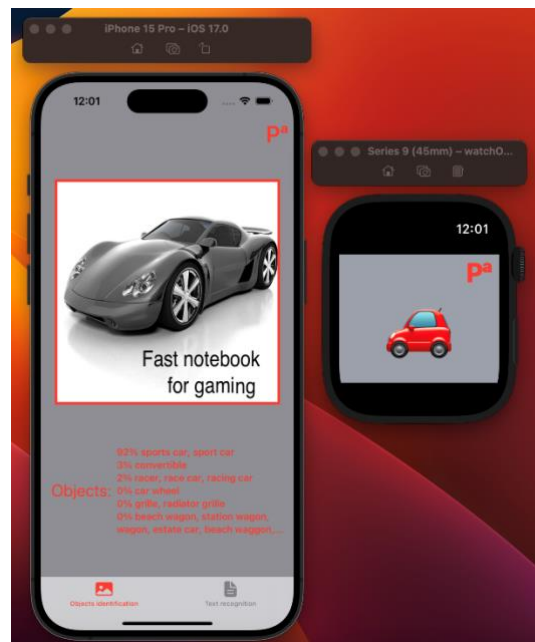 iPhone 15 Pro – iOS 17.0
12:01
Pª
Fast notebook
for gaming
Objects:
92% sports car, sport car
3% convertible
2% racer, race car, racing car
0% car wheel
0% grille, radiator grille
0% beach wagon, station wagon,
wagon, estate car, beach waggon,...
Objects identification
Text recognition
Series 9 (45mm) – watchO...
12:01
Pª